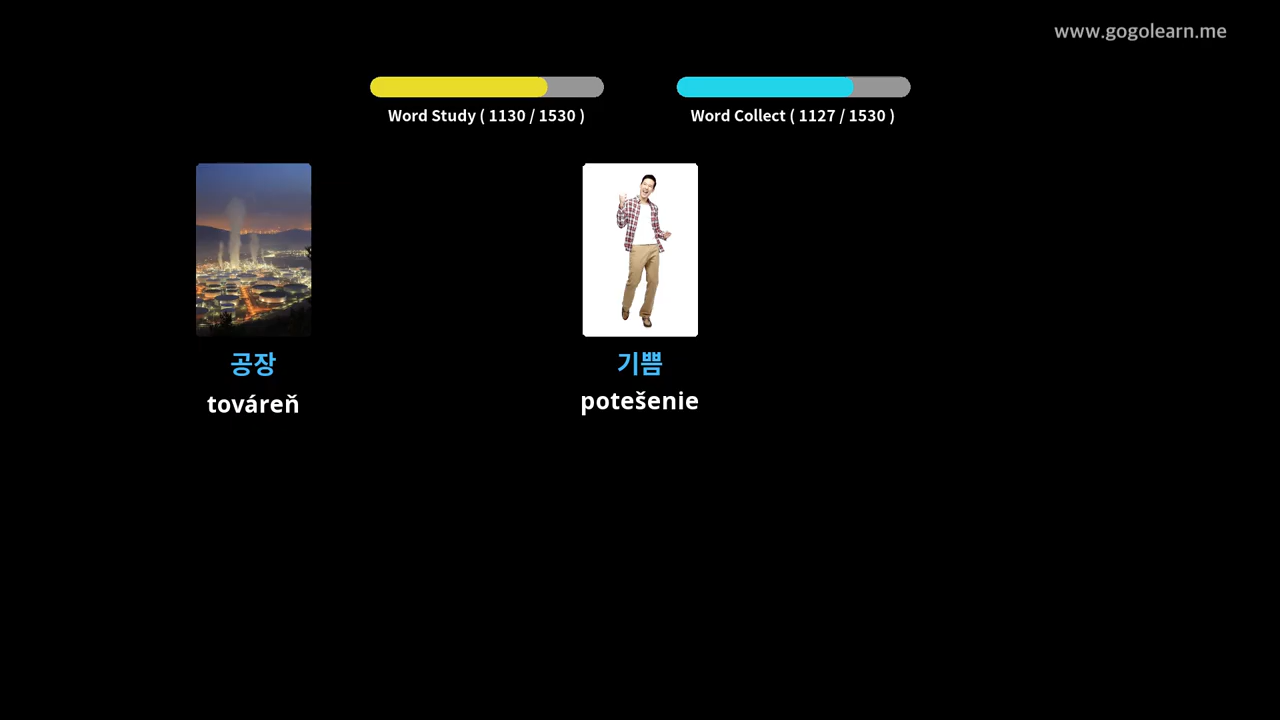 www.gogolearn.me
Word Study ( 1130 / 1530 )
Word Collect ( 1127 / 1530 )
공장
továreň
기쁨
potešenie